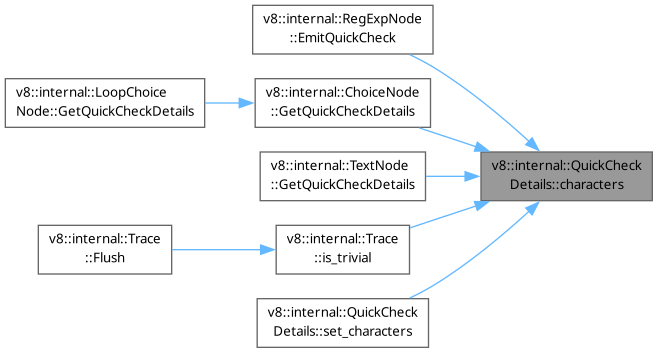 v8::internal::RegExpNode
::EmitQuickCheck
v8::internal::LoopChoice
Node::GetQuickCheckDetails
v8::internal::ChoiceNode
::GetQuickCheckDetails
v8::internal::TextNode
::GetQuickCheckDetails
v8::internal::QuickCheck
Details::characters
v8::internal::Trace
::Flush
v8::internal::Trace
::is_trivial
v8::internal::QuickCheck
Details::set_characters